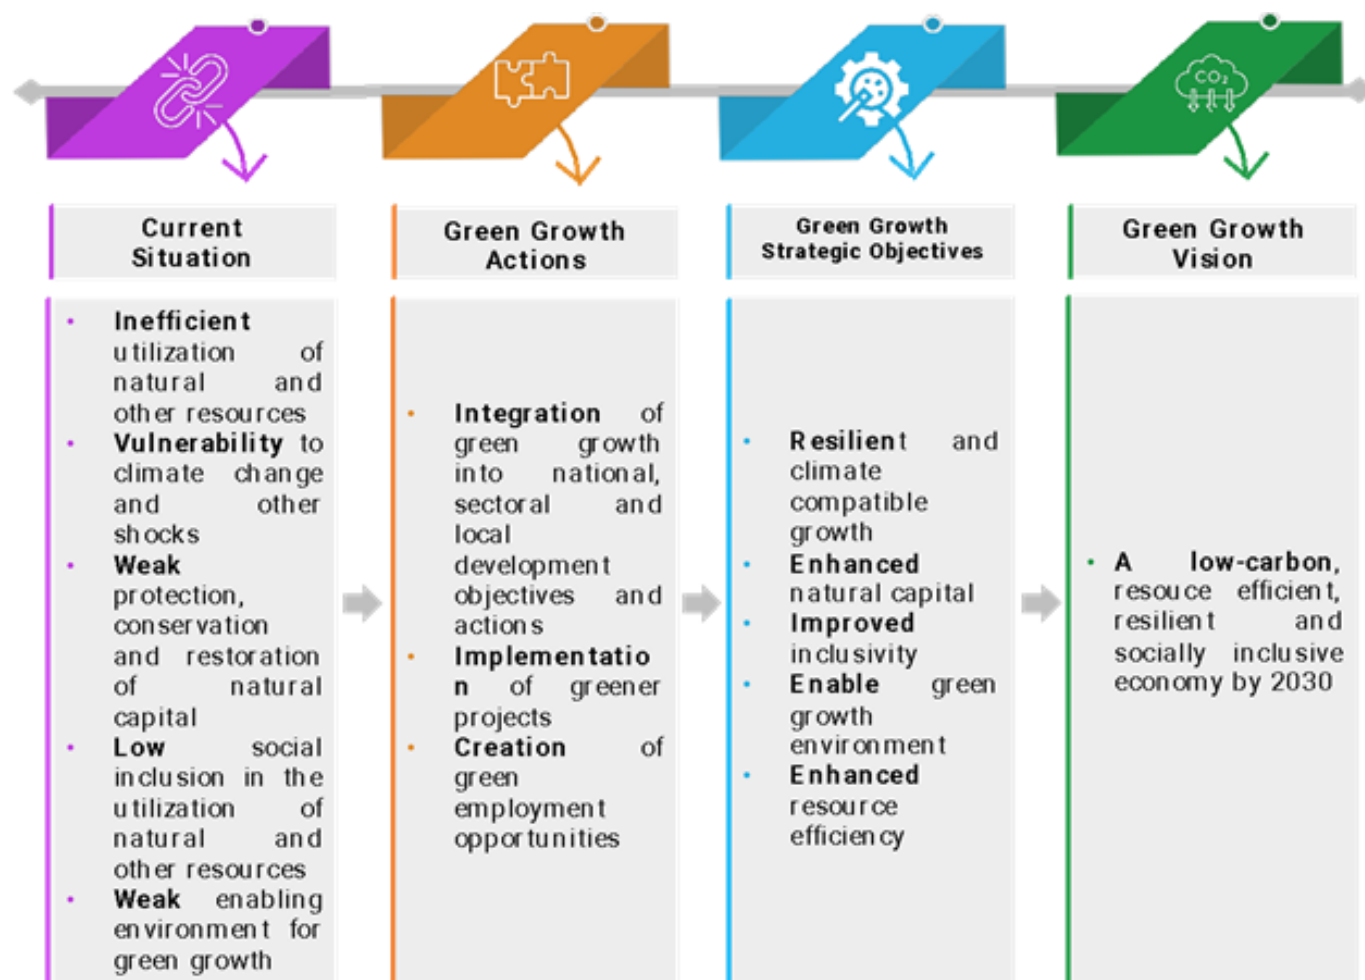 CO₂
Current
Situation
Inefficient
utilization of
natural and
other resources
Vulnerability to
climate change
and other
shocks
Weak
protection,
conservation
and restoration
of natural
capital
Low social
inclusion in the
utilization of
natural and
other resources
Weak enabling
environment for
green growth
Green Growth
Actions
Integration of
green growth
into national,
sectoral and
local
development
objectives and
actions
Implementatio
n of greener
projects
Creation of
green
employment
opportunities
Green Growth
Strategic Objectives
Resilient and
climate
compatible
growth
Enhanced
natural capital
Improved
inclusivity
Enable green
growth
environment
Enhanced
resource
efficiency
Green Growth
Vision
A low-carbon,
resouce efficient,
resilient and
socially inclusive
economy by 2030